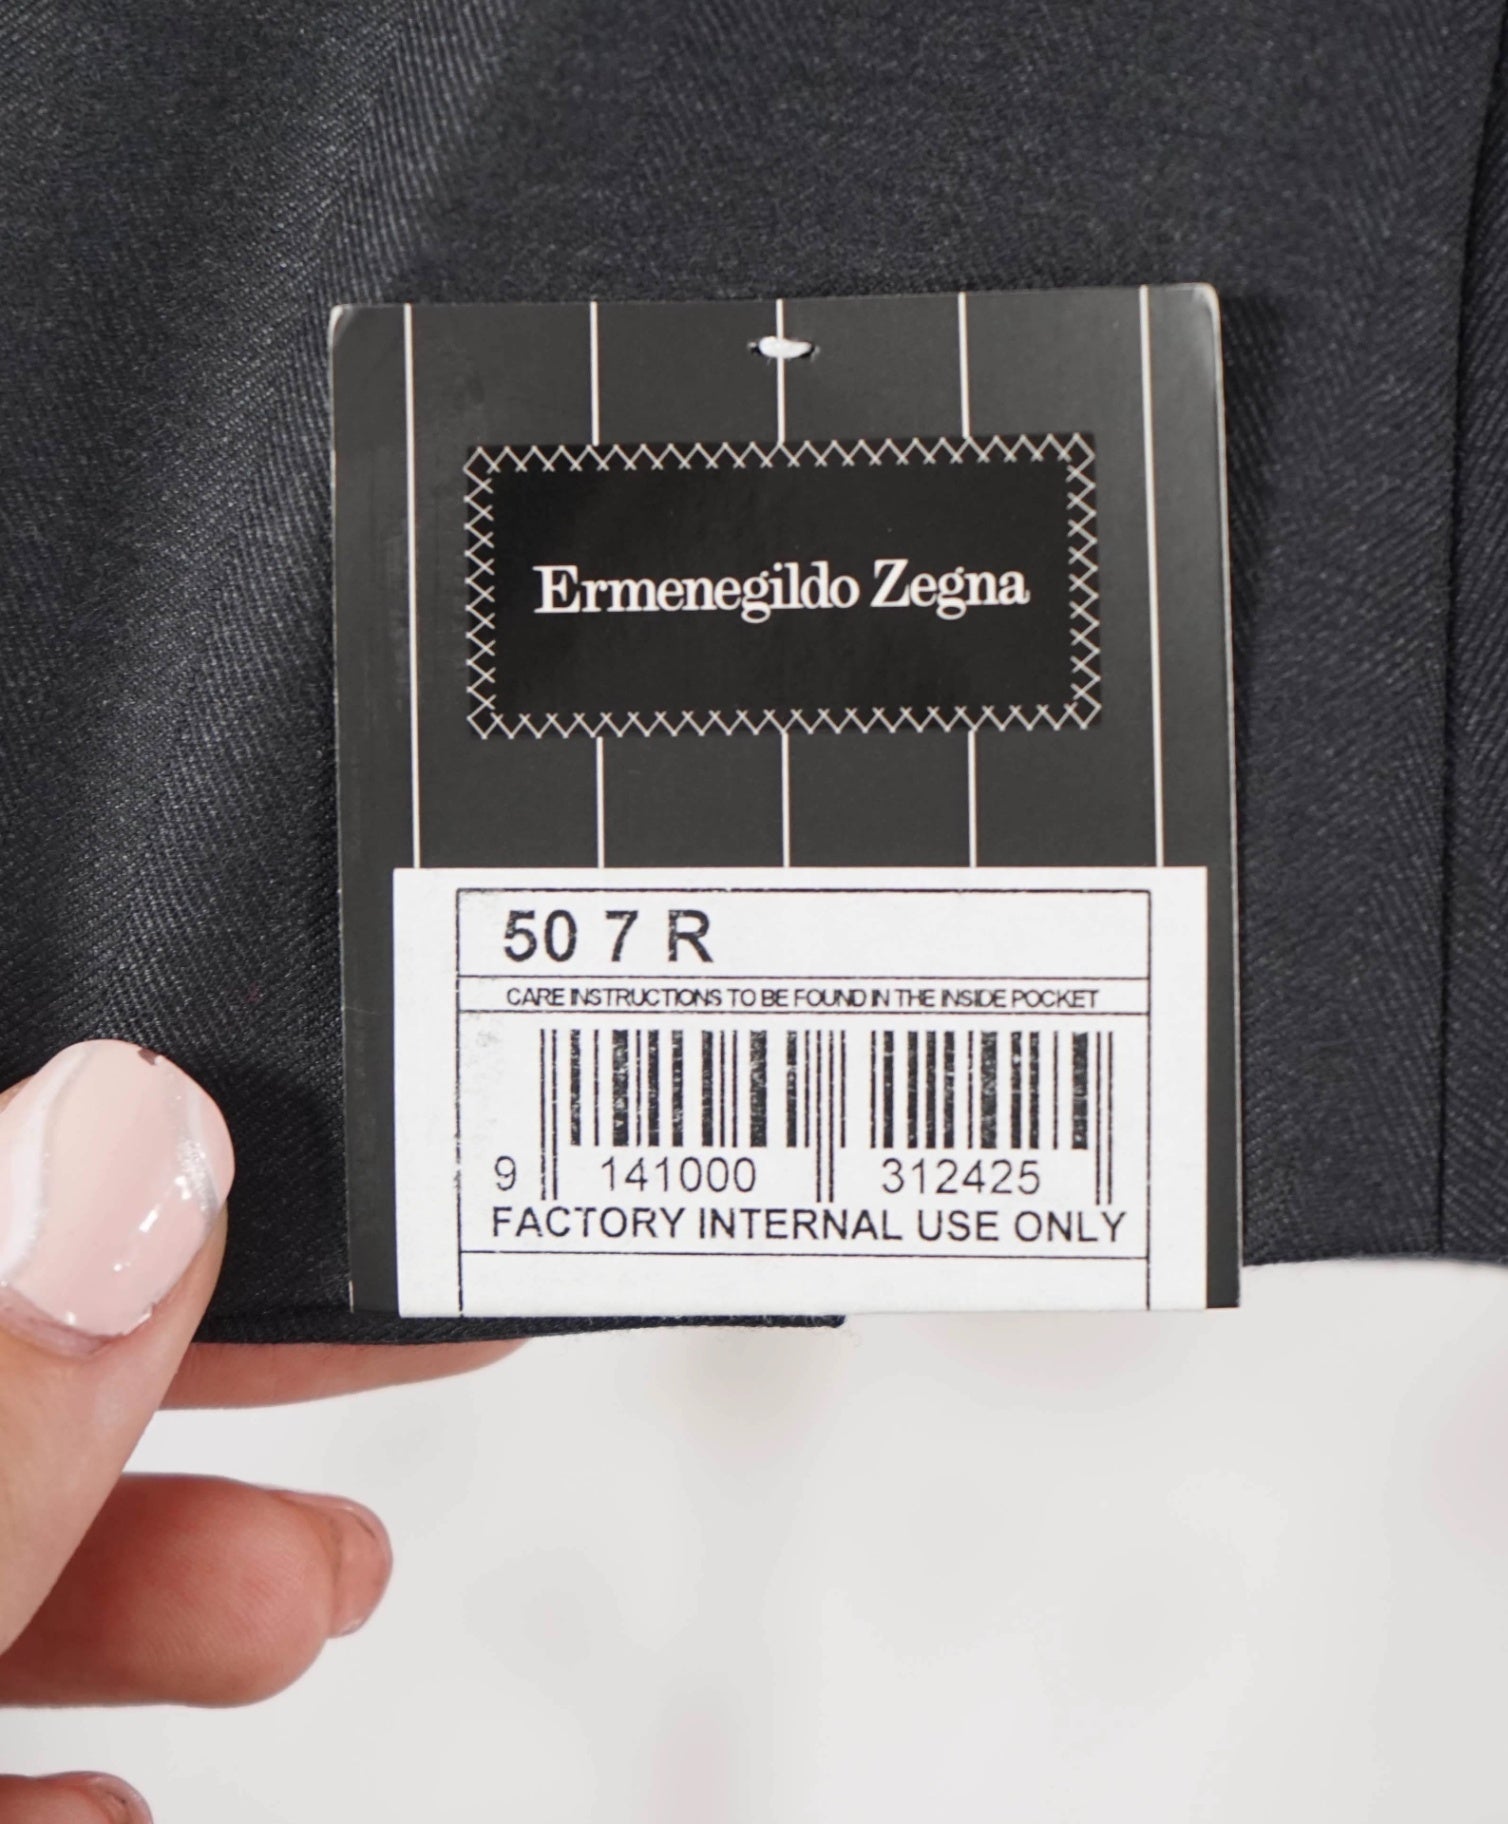 Ermenegildo Zegna
50 7 R
CARE INSTRUCTIONS TO BE FOUND IN THE INSIDE POCKET
9 141000 312425
FACTORY INTERNAL USE ONLY